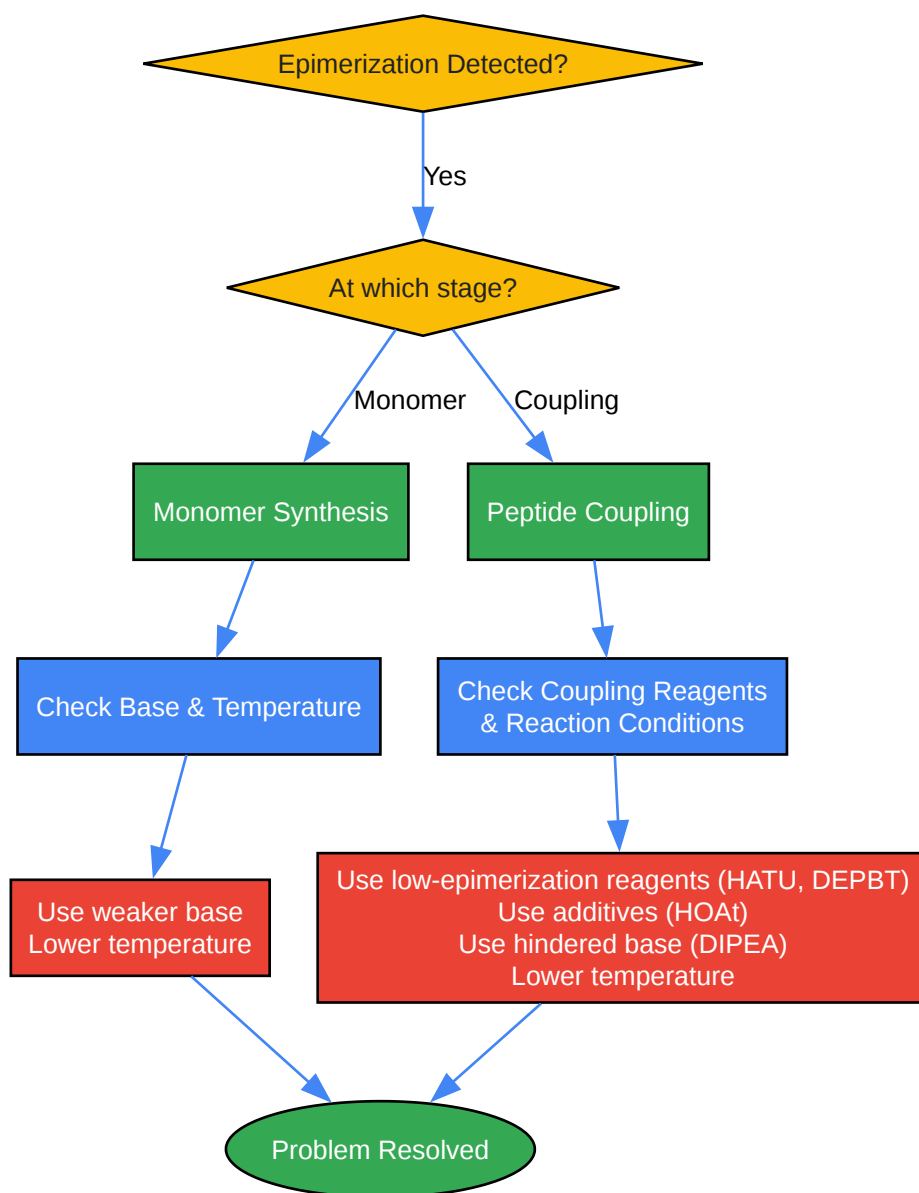 Epimerization Detected?
Yes
At which stage?
Monomer
Coupling
Monomer Synthesis
Peptide Coupling
Check Base & Temperature
Check Coupling Reagents
& Reaction Conditions
Use weaker base
Lower temperature
Use low-epimerization reagents (HATU, DEPBT)
Use additives (HOAt)
Use hindered base (DIPEA)
Lower temperature
Problem Resolved